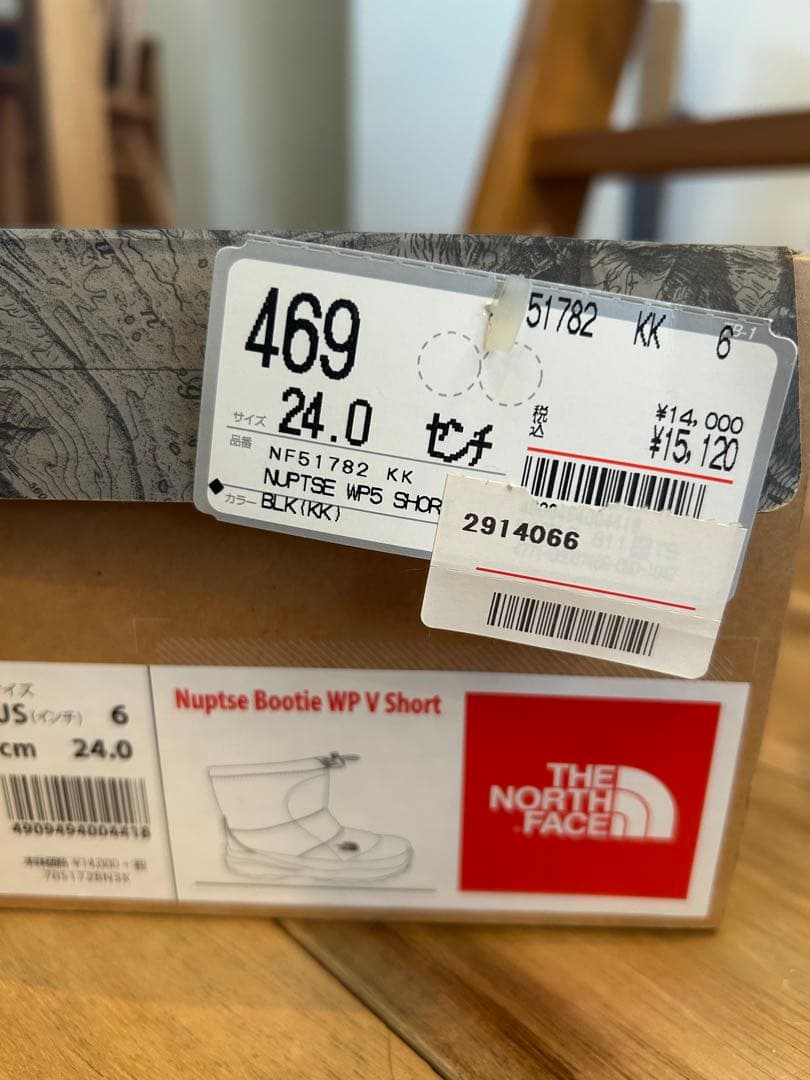 469
51782 KK 6
B-1
サイズ 24.0 センチ
税込
¥14,000
¥15,120
品番 NF51782 KK
NUPTSE WP5 SHOR
カラー BLK(KK)
2914066
イズ
US(インチ) 6
cm 24.0
4909494004418
Nuptse Bootie WP V Short
THE
NORTH
FACE